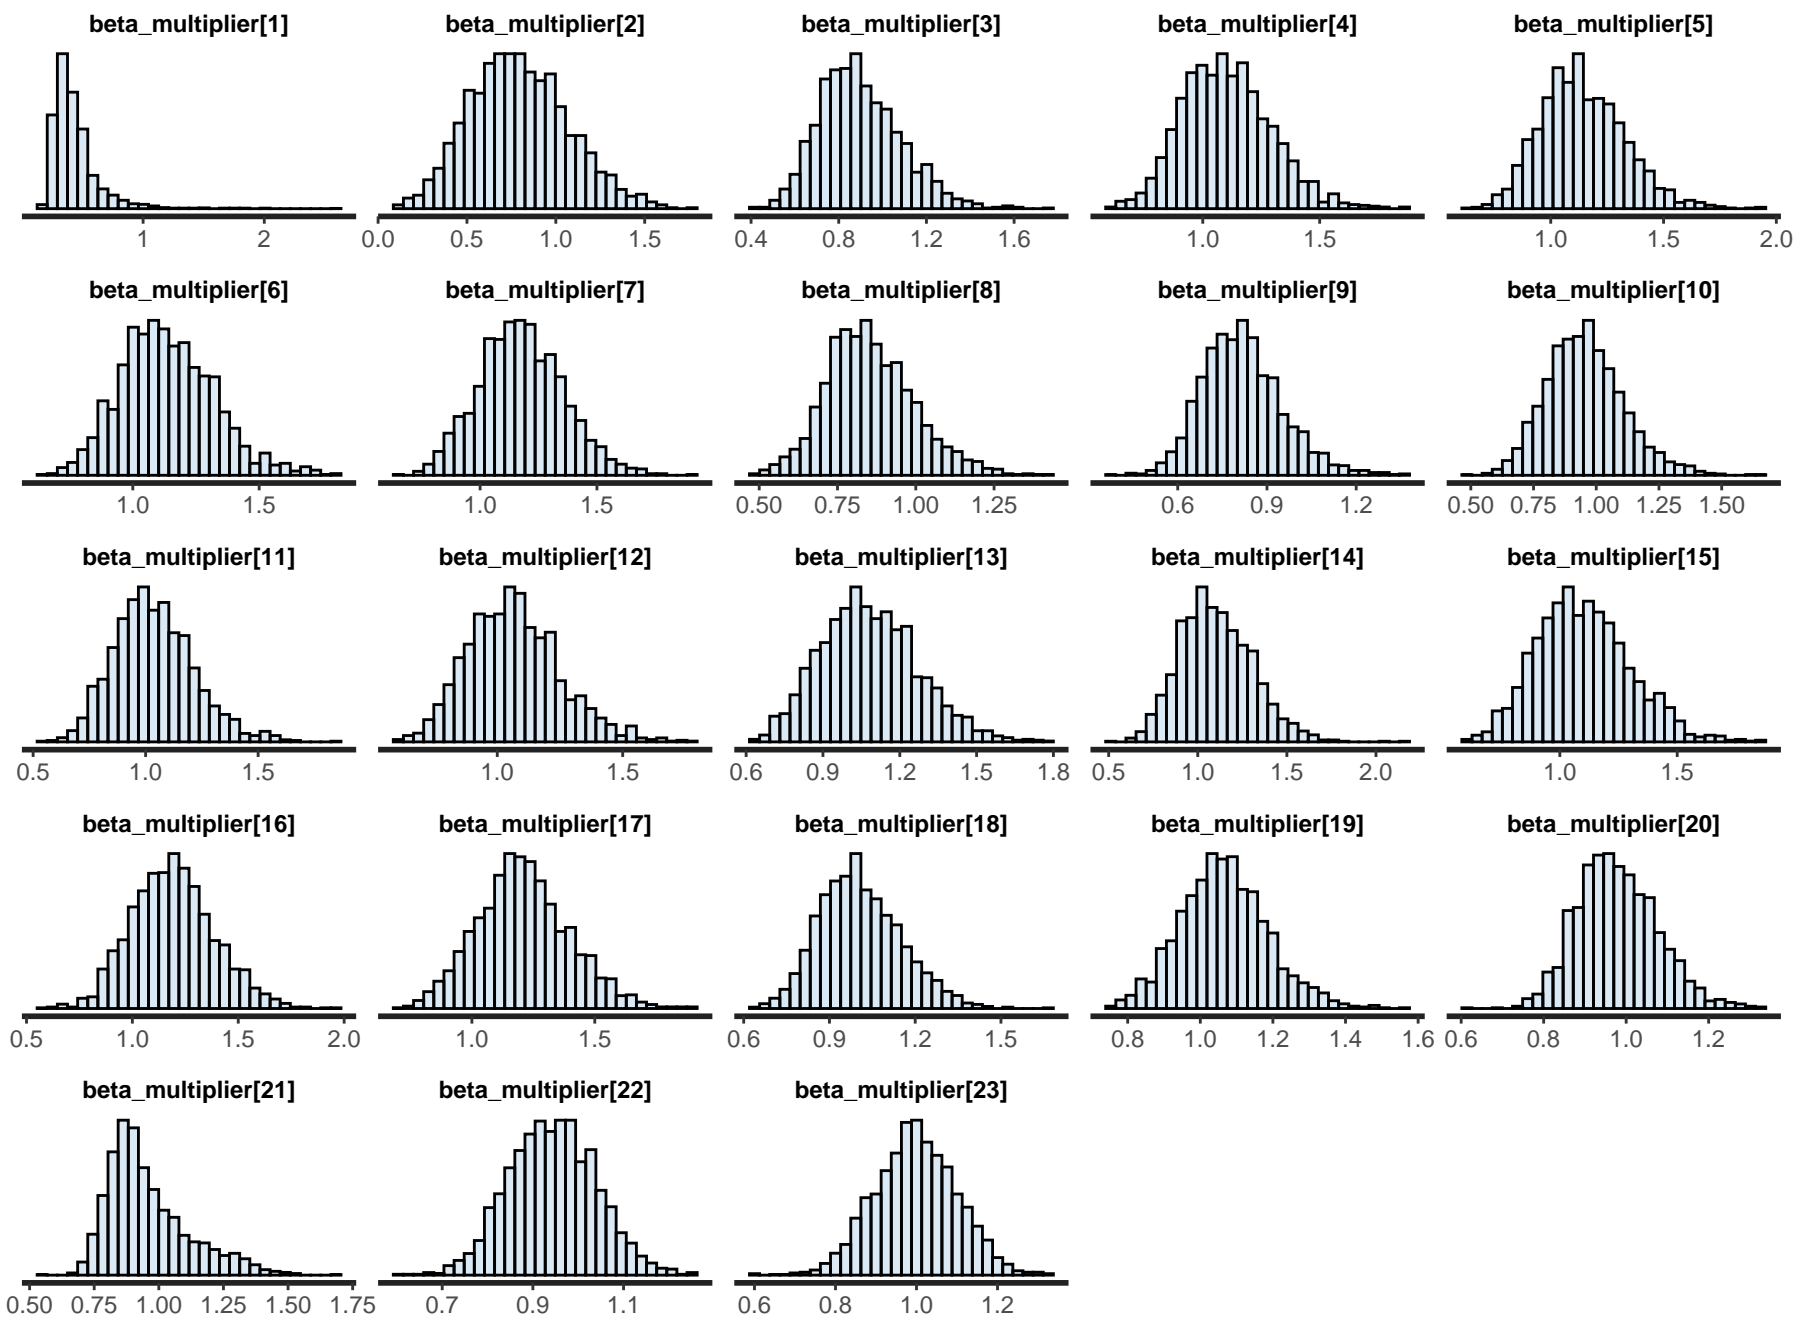 beta_multiplier[1] beta_multiplier[2] beta_multiplier[3] beta_multiplier[4] beta_multiplier[5]
1 2 0.0 0.5 1.0 1.5 0.4 0.8 1.2 1.6 1.0 1.5 1.0 1.5 2.0
beta_multiplier[6] beta_multiplier[7] beta_multiplier[8] beta_multiplier[9] beta_multiplier[10]
1.0 1.5 1.0 1.5 0.50 0.75 1.00 1.25 0.6 0.9 1.2 0.50 0.75 1.00 1.25 1.50
beta_multiplier[11] beta_multiplier[12] beta_multiplier[13] beta_multiplier[14] beta_multiplier[15]
0.5 1.0 1.5 1.0 1.5 0.6 0.9 1.2 1.5 1.8 0.5 1.0 1.5 2.0 1.0 1.5
beta_multiplier[16] beta_multiplier[17] beta_multiplier[18] beta_multiplier[19] beta_multiplier[20]
0.5 1.0 1.5 2.0 1.0 1.5 0.6 0.9 1.2 1.5 0.8 1.0 1.2 1.4 1.6 0.6 0.8 1.0 1.2
beta_multiplier[21] beta_multiplier[22] beta_multiplier[23]
0.50 0.75 1.00 1.25 1.50 1.75 0.7 0.9 1.1 0.6 0.8 1.0 1.2